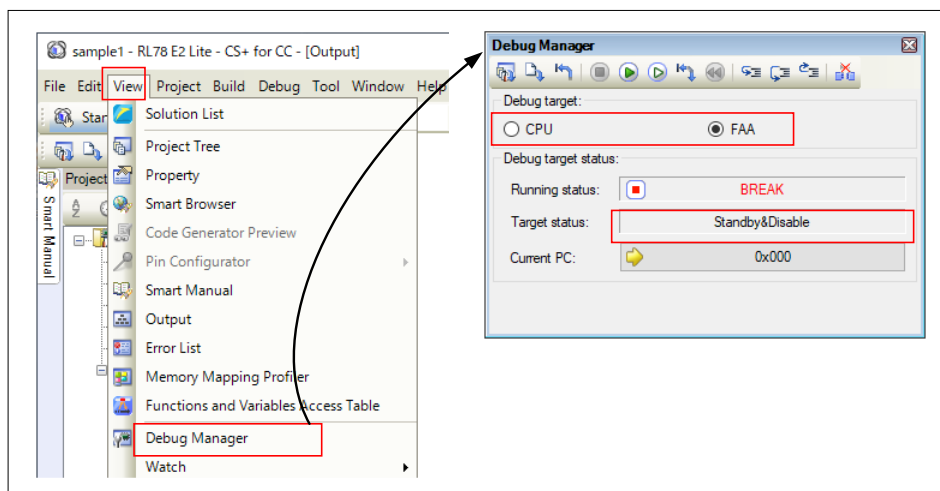 sample1 - RL78 E2 Lite - CS+ for CC - [Output]
File Edit View Project Build Debug Tool Window Help
Solution List
Project Tree
Project
Property
Smart Browser
Code Generator Preview
Pin Configurator
Smart Manual
Smart Manual
Output
Error List
Memory Mapping Profiler
Functions and Variables Access Table
Debug Manager
Watch
Debug Manager
Debug target:
CPU FAA
Debug target status:
Running status: BREAK
Target status: Standby&Disable
Current PC: 0x000